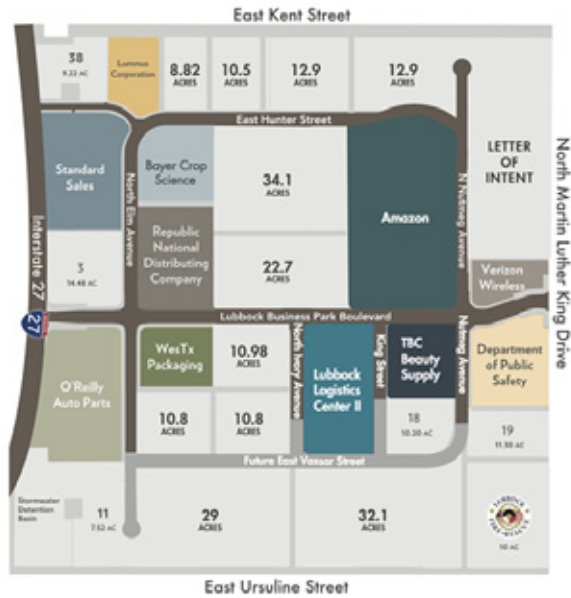 East Kent Street
38
9.22 AC
Lummus
Corporation
8.82
ACRES
10.5
ACRES
12.9
ACRES
12.9
ACRES
East Hunter Street
Standard
Sales
North Elm Avenue
Bayer Crop
Science
34.1
ACRES
Amazon
N Nutmeg Avenue
LETTER
OF
INTENT
North Martin Luther King Drive
Republic
National
Distributing
Company
22.7
ACRES
Interstate 27
3
14.48 AC
Verizon
Wireless
27
Lubbock Business Park Boulevard
O'Reilly
Auto Parts
WesTx
Packaging
10.98
ACRES
North Ivory Avenue
Lubbock
Logistics
Center II
King Street
TBC
Beauty
Supply
Nutmeg Avenue
Department
of Public
Safety
10.8
ACRES
10.8
ACRES
18
10.20 AC
19
11.30 AC
Future East Vassar Street
Stormwater
Detention
Basin
11
7.52 AC
29
ACRES
32.1
ACRES
LUBBOCK
FIRE-RESCUE
10 AC
East Ursuline Street